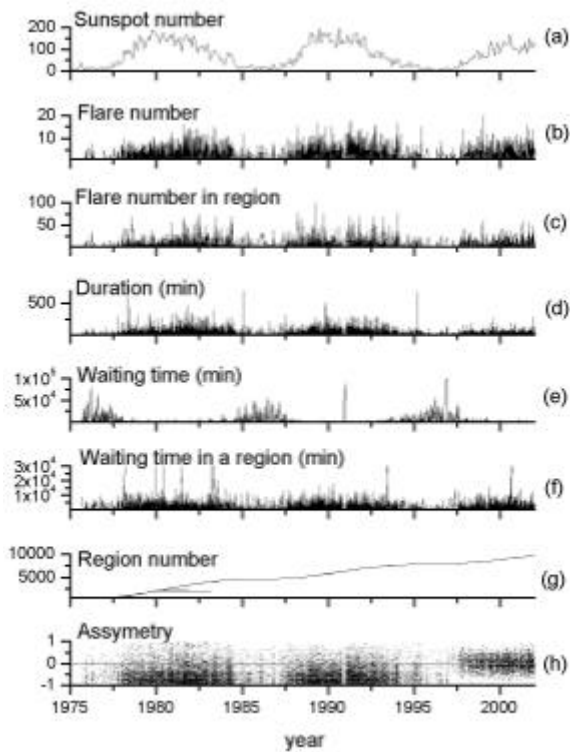 Sunspot number
200
100
0
(a)
Flare number
20
10
(b)
Flare number in region
100
50
(c)
Duration (min)
500
(d)
Waiting time (min)
1x10⁵
5x10⁴
(e)
Waiting time in a region (min)
3x10⁴
2x10⁴
1x10⁴
(f)
Region number
10000
5000
(g)
Assymetry
1
0
-1
(h)
1975 1980 1985 1990 1995 2000
year